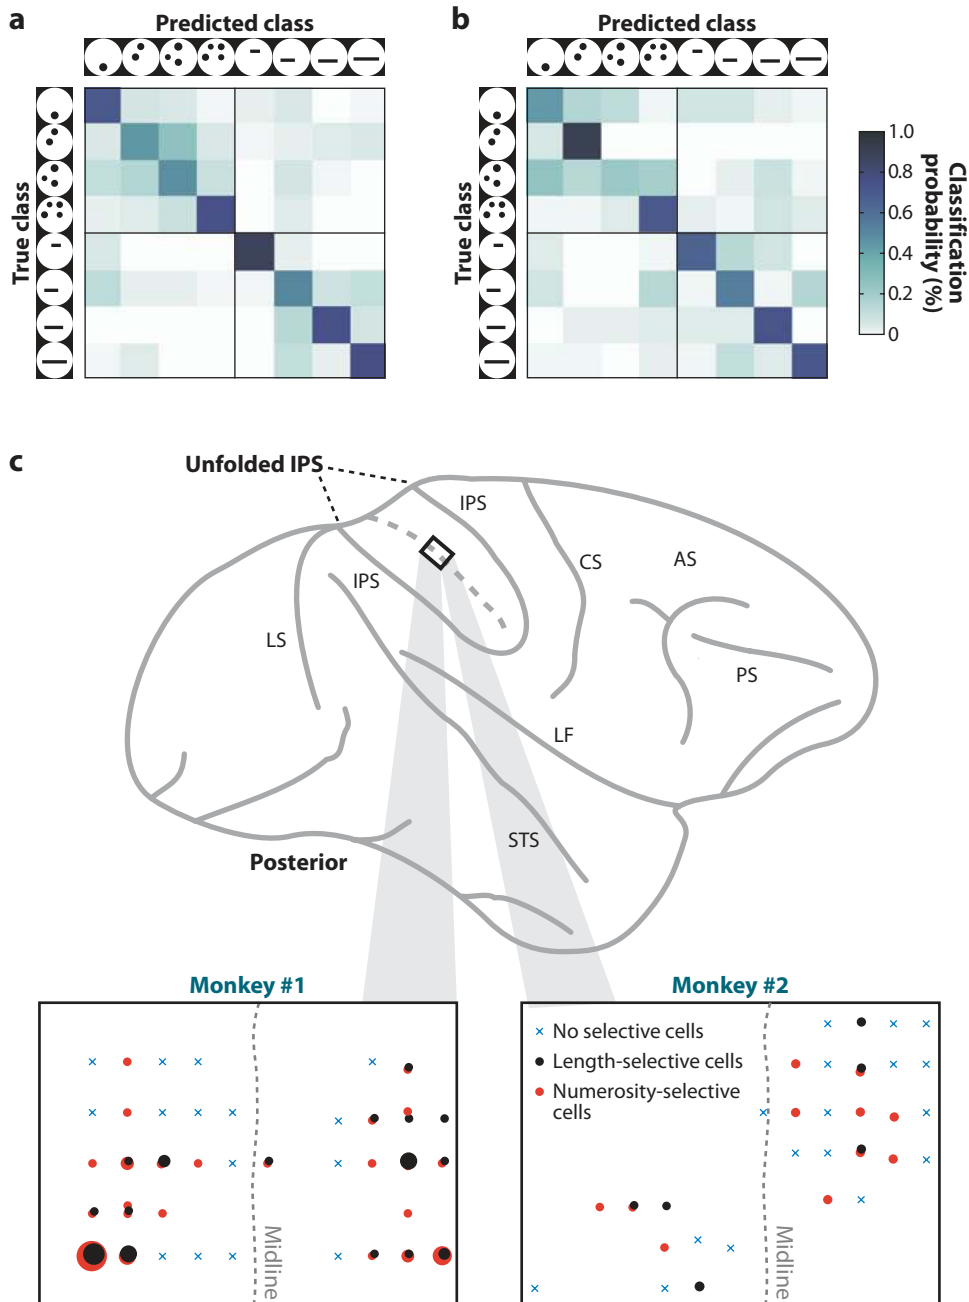 a
Predicted class
b
Predicted class
True class
True class
1.0
0.8
0.6
0.4
0.2
0
Classification
probability (%)
c
Unfolded IPS
IPS
IPS
CS
AS
LS
PS
LF
STS
Posterior
Monkey #1
Monkey #2
No selective cells
Length-selective cells
Numerosity-selective
cells
Midline
Midline